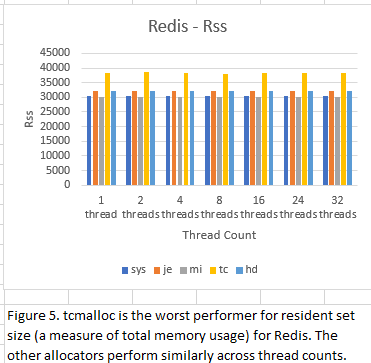 Redis - Rss
45000
40000
35000
30000
25000
20000
15000
10000
5000
0
Rss
1 2 4 8 16 24 32
thread threads threads threads threads threads threads
Thread Count
sys je mi tc hd
Figure 5. tcmalloc is the worst performer for resident set
size (a measure of total memory usage) for Redis. The
other allocators perform similarly across thread counts.